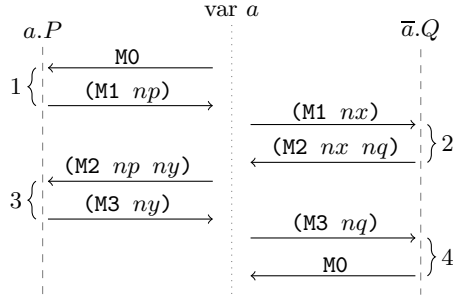 var a
a.P
a̅.Q
M0
1
(M1 np)
(M1 nx)
2
(M2 nx nq)
(M2 np ny)
3
(M3 ny)
(M3 nq)
4
M0